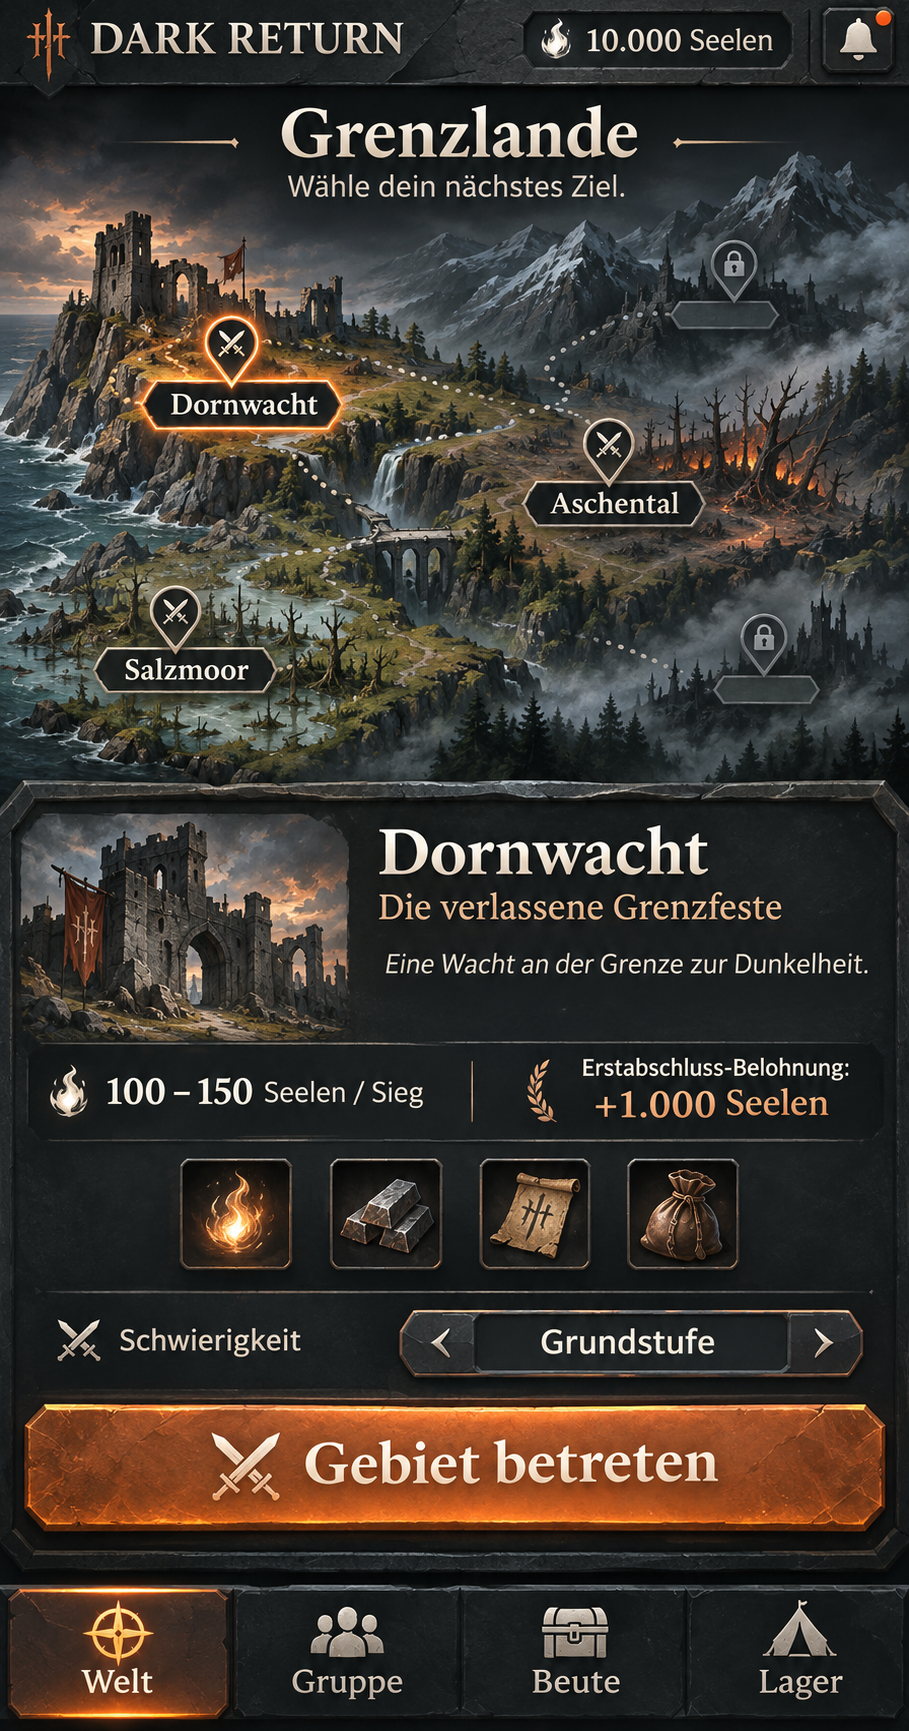 DARK RETURN
10.000 Seelen
Grenzlande
Wähle dein nächstes Ziel.
Dornwacht
Aschental
Salzmoor
Dornwacht
Die verlassene Grenzfeste
Eine Wacht an der Grenze zur Dunkelheit.
100 – 150 Seelen / Sieg
Erstabschluss-Belohnung:
+1.000 Seelen
Schwierigkeit
Grundstufe
Gebiet betreten
Welt
Gruppe
Beute
Lager